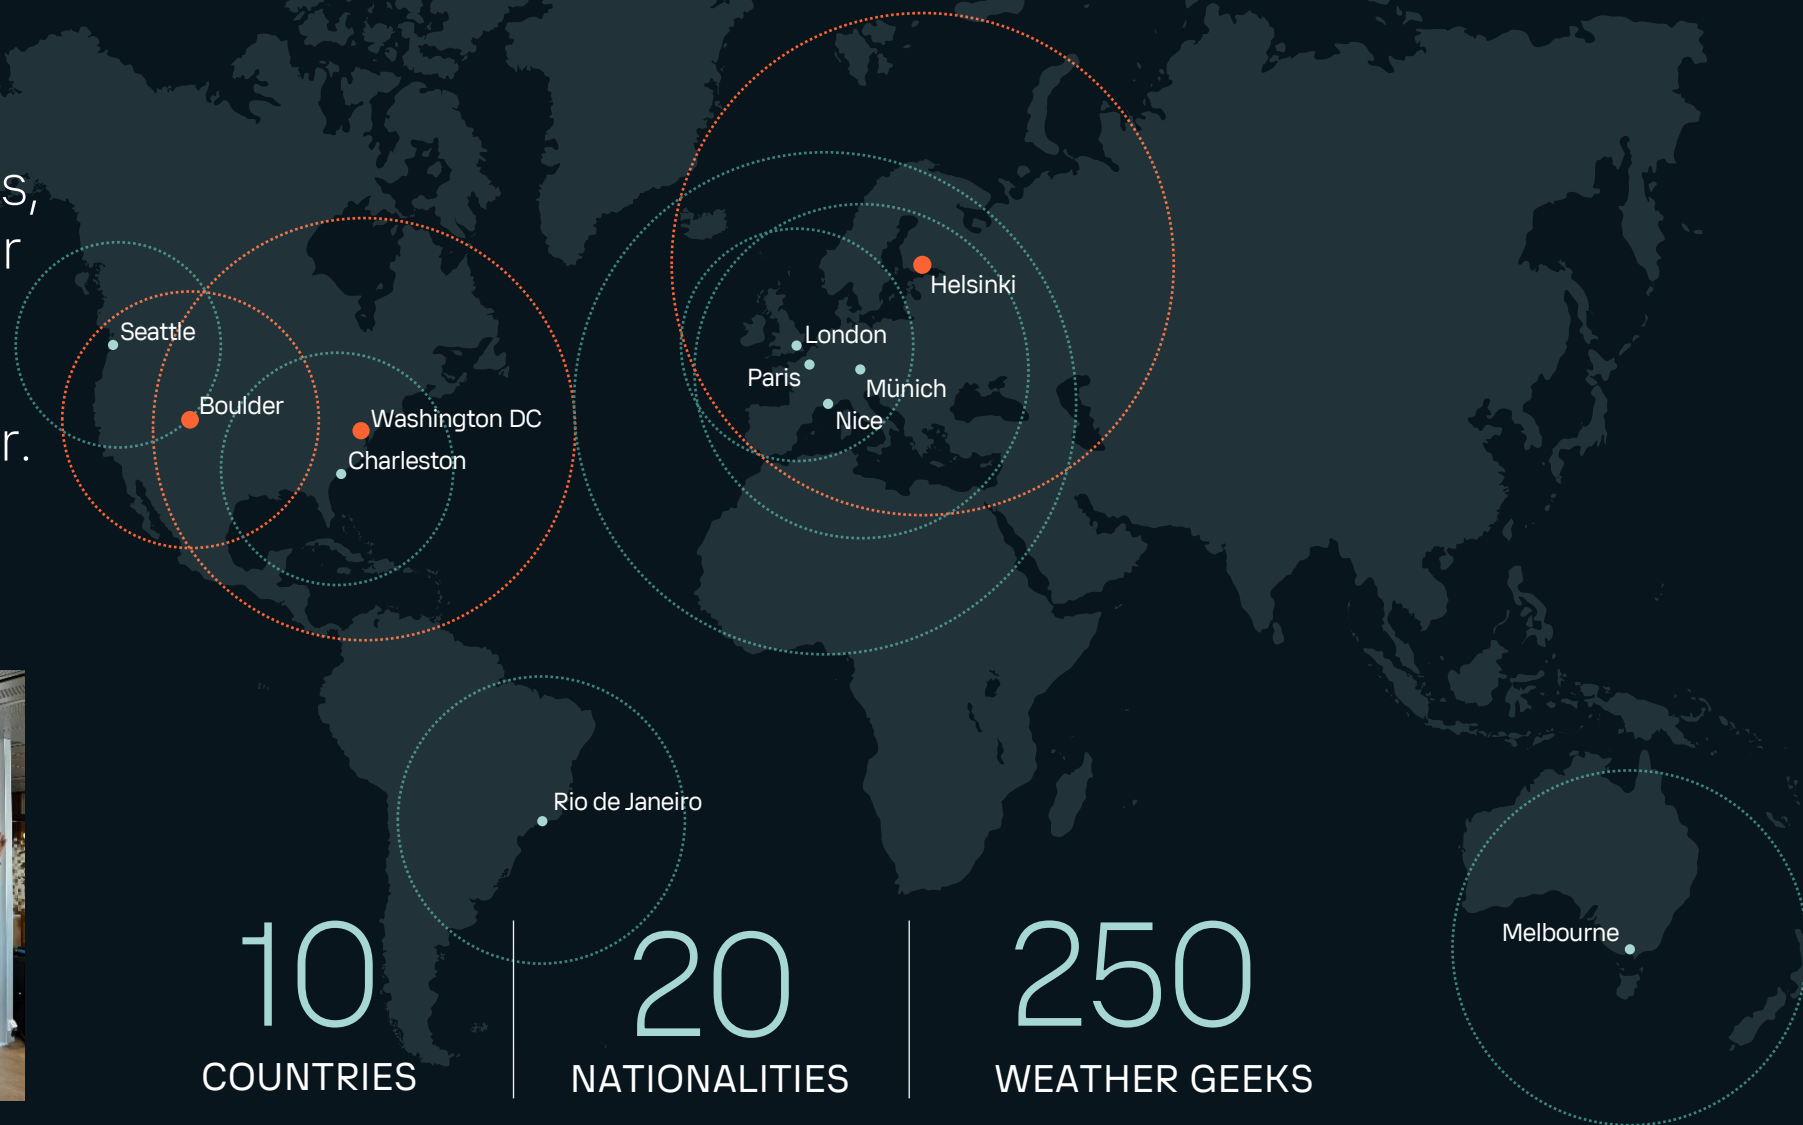 s,
r
r.
Helsinki
Seattle
London
Paris
Münich
Boulder
Nice
Washington DC
Charleston
Rio de Janeiro
Melbourne
10
COUNTRIES
20
NATIONALITIES
250
WEATHER GEEKS